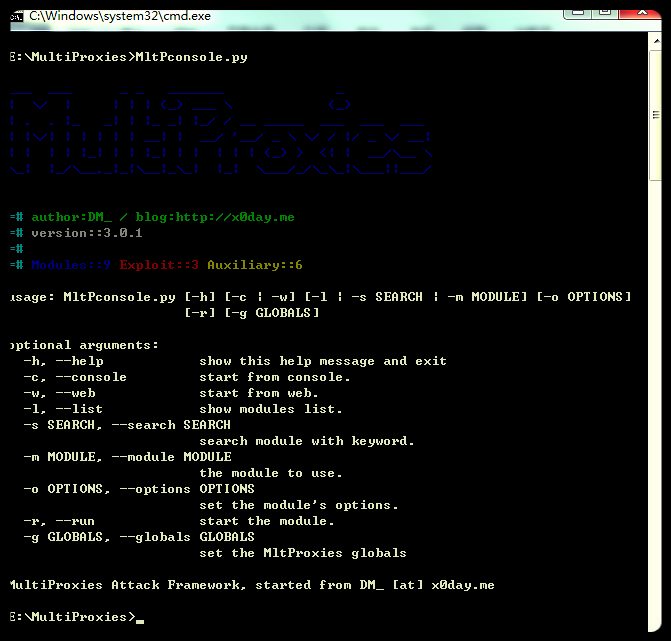 C:\Windows\system32\cmd.exe
E:\MultiProxies>MltPconsole.py
MultiProxies
=# author:DM_ / blog:http://x0day.me
=# version::3.0.1
=#
=# Modules::9 Exploit::3 Auxiliary::6
usage: MltPconsole.py [-h] [-c | -w] [-l | -s SEARCH | -m MODULE] [-o OPTIONS]
[-r] [-g GLOBALS]
optional arguments:
-h, --help show this help message and exit
-c, --console start from console.
-w, --web start from web.
-l, --list show modules list.
-s SEARCH, --search SEARCH
search module with keyword.
-m MODULE, --module MODULE
the module to use.
-o OPTIONS, --options OPTIONS
set the module's options.
-r, --run start the module.
-g GLOBALS, --globals GLOBALS
set the MltProxies globals
MultiProxies Attack Framework, started from DM_ [at] x0day.me
E:\MultiProxies>_